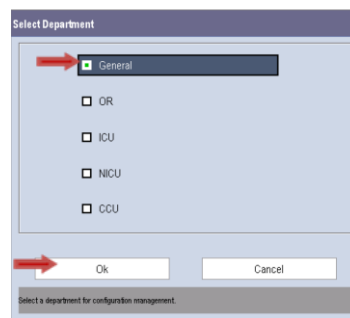 Select Department
General
OR
ICU
NICU
CCU
Ok
Cancel
Select a department for configuration management.